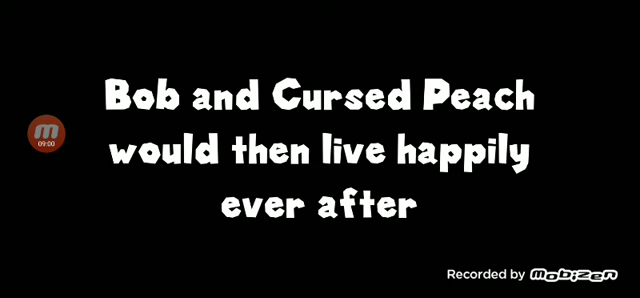 Bob and Cursed Peach
would then live happily
ever after
09:00
Recorded by mobizen